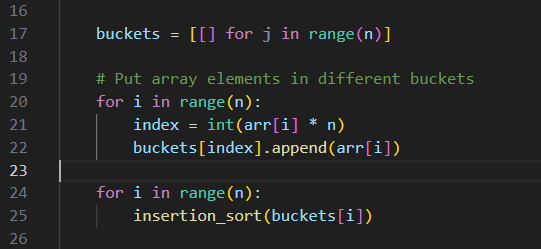 16
17 buckets = [[] for j in range(n)]
18
19 # Put array elements in different buckets
20 for i in range(n):
21 index = int(arr[i] * n)
22 buckets[index].append(arr[i])
23
24 for i in range(n):
25 insertion_sort(buckets[i])
26